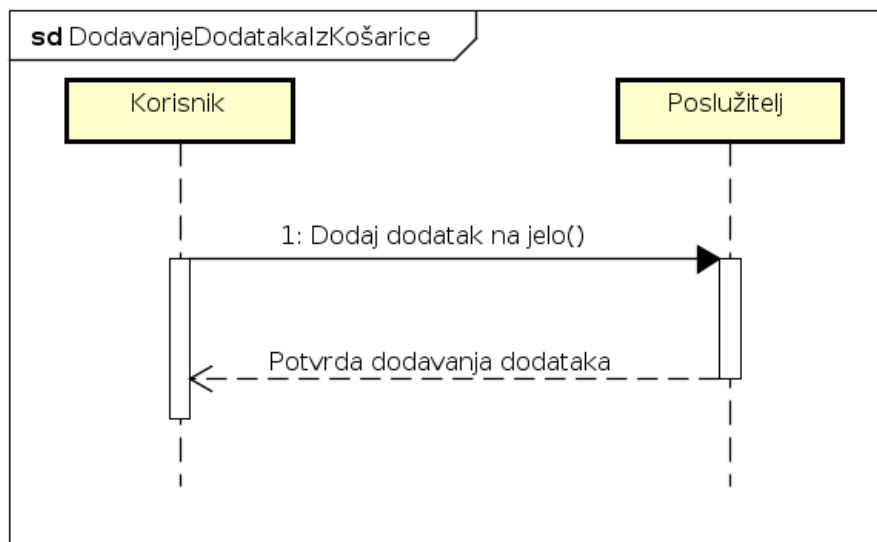 sd DodavanjeDodatakaIzKošarice
Korisnik
Poslužitelj
1: Dodaj dodatak na jelo()
Potvrda dodavanja dodataka